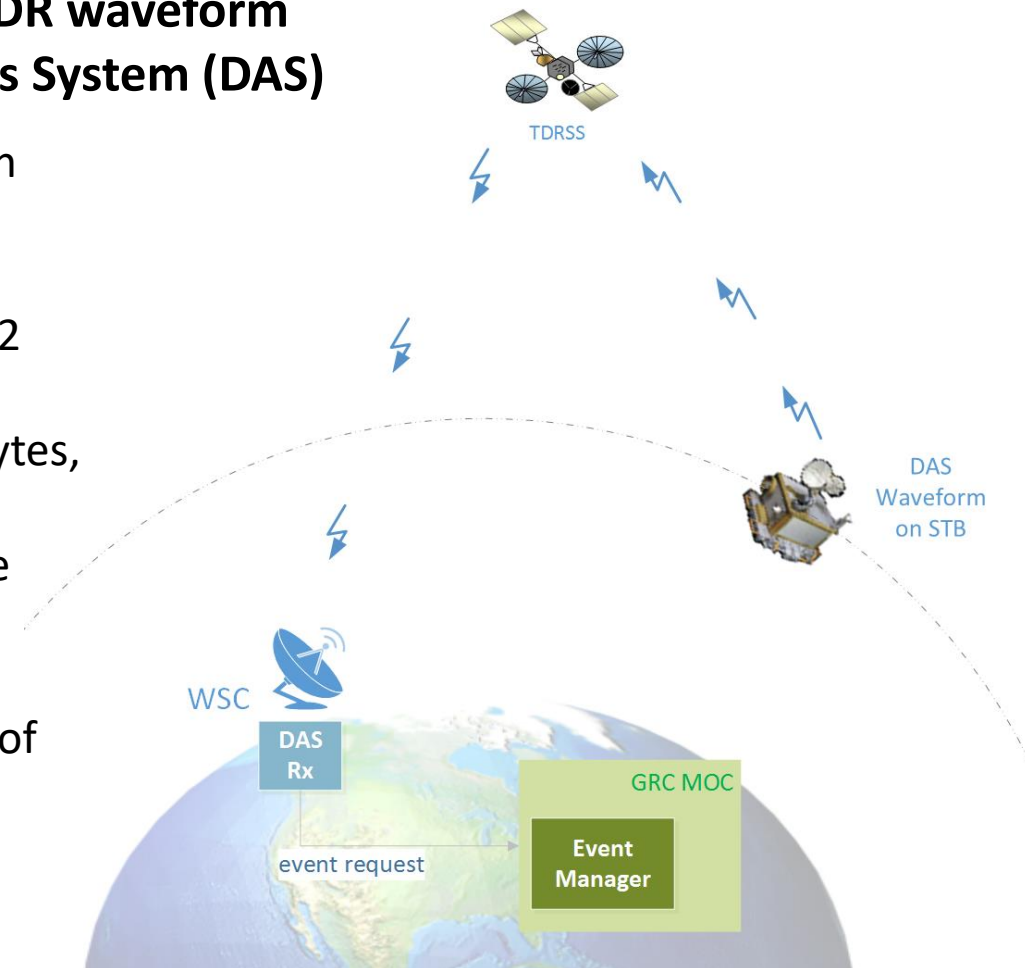 DR waveform
s System (DAS)
n
2
ytes,
e
of
TDRSS
DAS
Waveform
on STB
WSC
DAS
Rx
GRC MOC
event request
Event
Manager